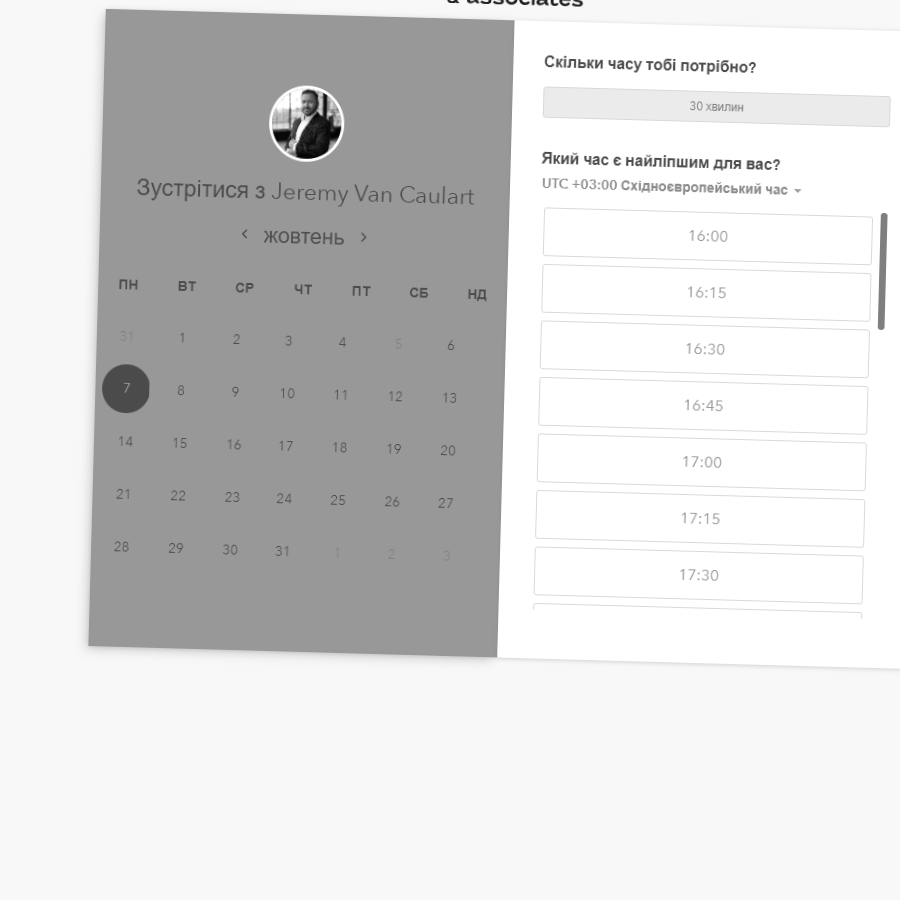 & associates
Зустрітися з Jeremy Van Caulart
жовтень
ПН ВТ СР ЧТ ПТ СБ НД
31 1 2 3 4 5 6
7 8 9 10 11 12 13
14 15 16 17 18 19 20
21 22 23 24 25 26 27
28 29 30 31 1 2 3
Скільки часу тобі потрібно?
30 хвилин
Який час є найліпшим для вас?
UTC +03:00 Східноєвропейський час
16:00
16:15
16:30
16:45
17:00
17:15
17:30